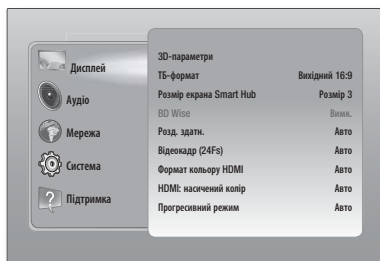 Дисплей
Аудіо
Мережа
Система
Підтримка
3D-параметри
ТБ-формат Вихідний 16:9
Розмір екрана Smart Hub Розмір 3
BD Wise Вимк.
Розд. здатн. Авто
Відеокадр (24Fs) Авто
Формат кольору HDMI Авто
HDMI: насичений колір Авто
Прогресивний режим Авто